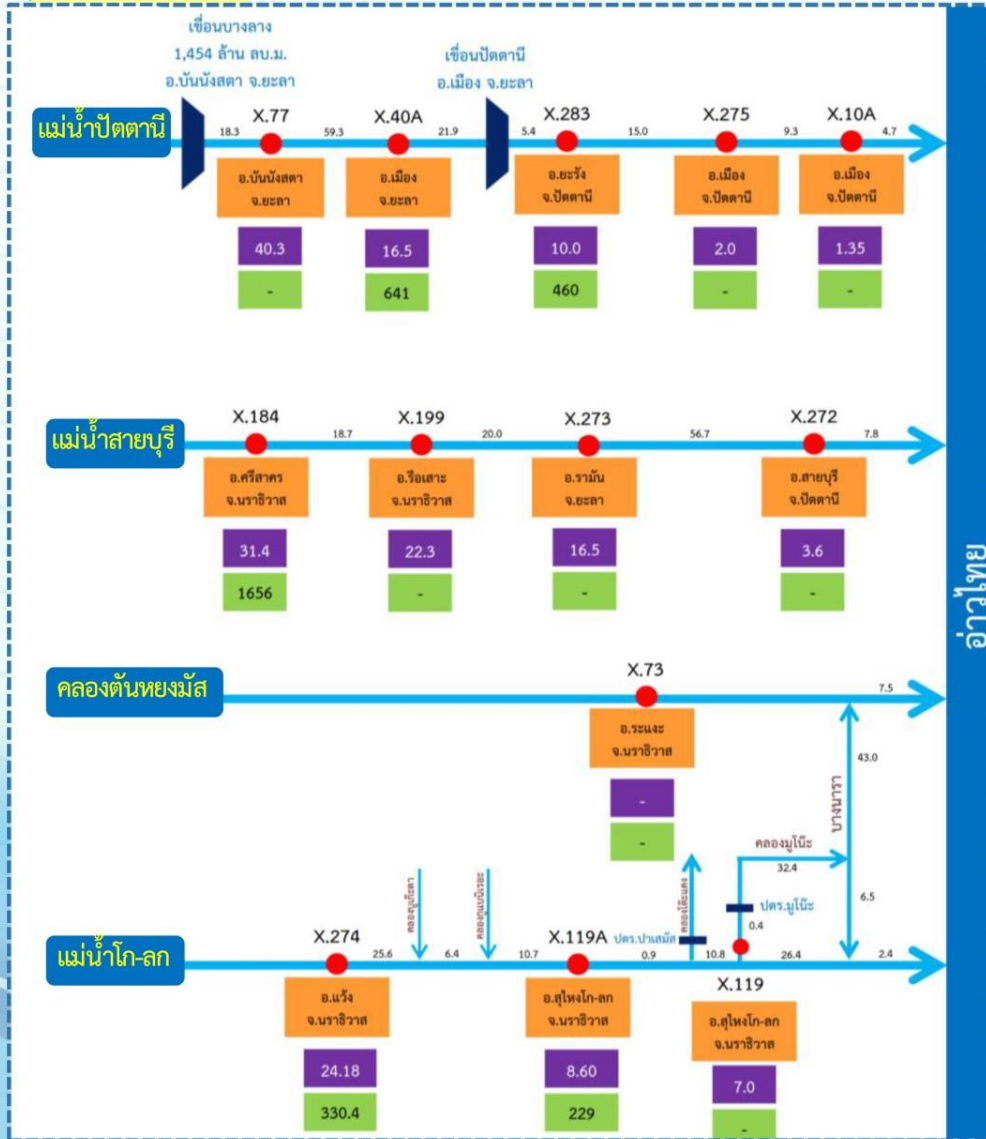 เขื่อนบางลาง
1,454 ล้าน ลบ.ม.
อ.บันนังสตา จ.ยะลา
เขื่อนปัตตานี
อ.เมือง จ.ยะลา
แม่น้ำปัตตานี
18.3
X.77
59.3
X.40A
21.9
5.4
X.283
15.0
X.275
9.3
X.10A
4.7
อ.บันนังสตา
จ.ยะลา
อ.เมือง
จ.ยะลา
อ.ยะรัง
จ.ปัตตานี
อ.เมือง
จ.ปัตตานี
อ.เมือง
จ.ปัตตานี
40.3
16.5
10.0
2.0
1.35
-
641
460
-
-
แม่น้ำสายบุรี
X.184
18.7
X.199
20.0
X.273
56.7
X.272
7.8
อ.ศรีสาคร
จ.นราธิวาส
อ.รือเสาะ
จ.นราธิวาส
อ.รามัน
จ.ยะลา
อ.สายบุรี
จ.ปัตตานี
31.4
22.3
16.5
3.6
1656
-
-
-
อ่าวไทย
คลองตันหยงมัส
X.73
7.5
อ.ระแงะ
จ.นราธิวาส
-
-
43.0
บางนารา
คลองมูโน๊ะ
32.4
6.5
ปตร.มูโน๊ะ
0.4
คลองโต๊ะแดง
ปตร.ปาเสมัส
แม่น้ำโก-ลก
X.274
25.6
6.4
10.7
X.119A
0.9
10.8
26.4
2.4
X.119
อ.แว้ง
จ.นราธิวาส
อ.สุไหงโก-ลก
จ.นราธิวาส
อ.สุไหงโก-ลก
จ.นราธิวาส
24.18
8.60
7.0
330.4
229
-